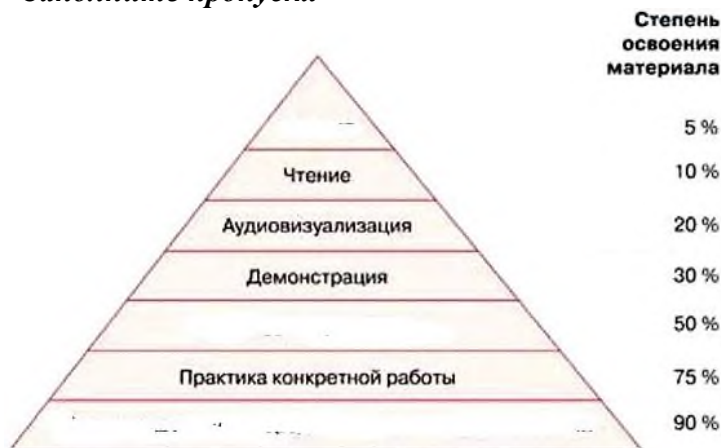 Заполните пропуски
Степень
освоения
материала
5 %
Чтение 10 %
Аудиовизуализация 20 %
Демонстрация 30 %
50 %
Практика конкретной работы 75 %
90 %